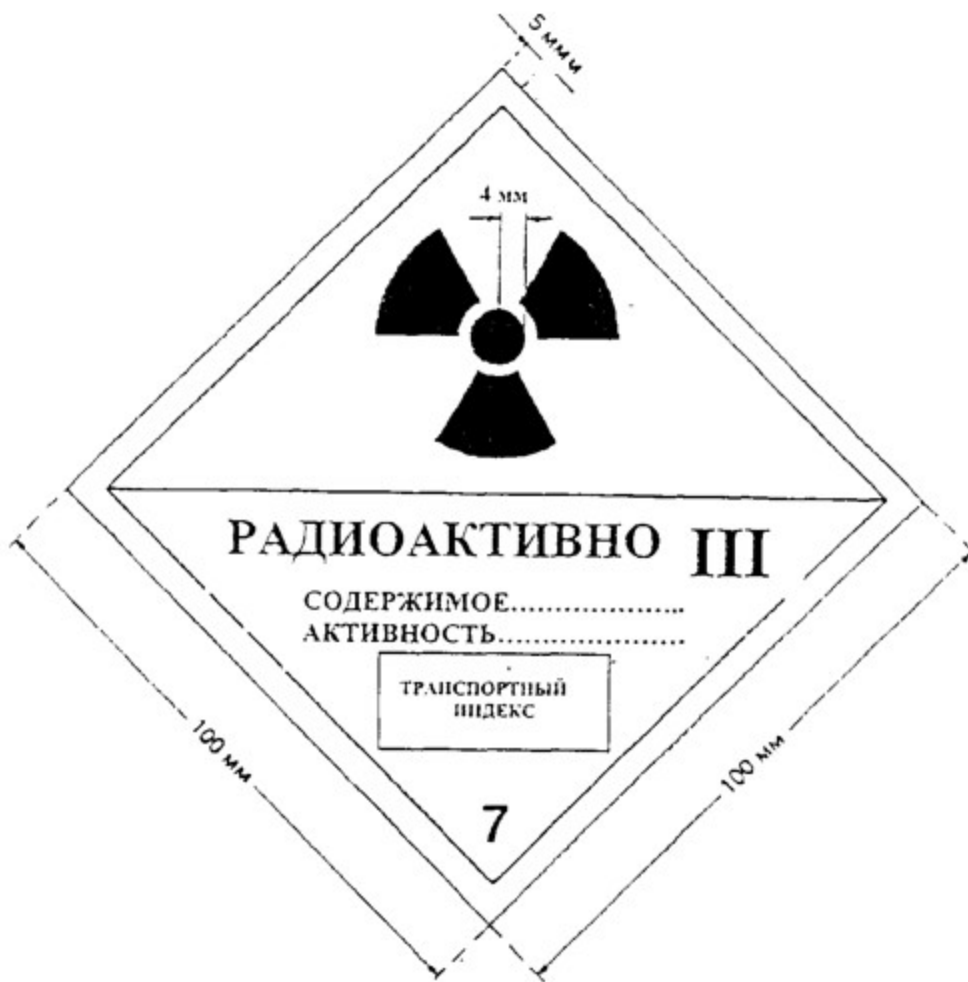 5 мм
4 мм
РАДИОАКТИВНО III
СОДЕРЖИМОЕ....................
АКТИВНОСТЬ......................
ТРАНСПОРТНЫЙ
ИНДЕКС
100 мм
100 мм
7